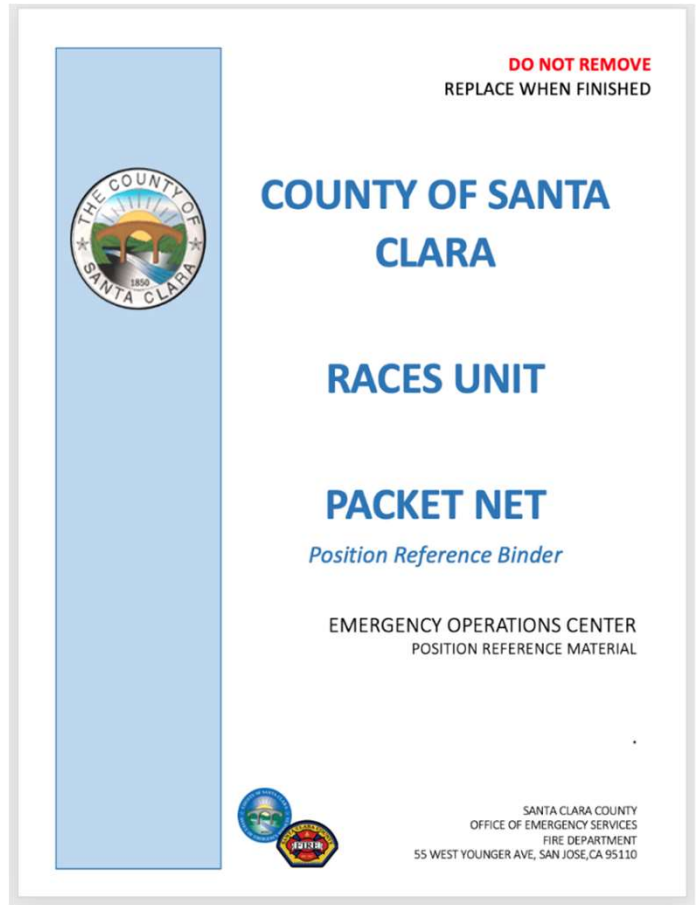 DO NOT REMOVE
REPLACE WHEN FINISHED
THE COUNTY OF SANTA CLARA
1850
COUNTY OF SANTA
CLARA
RACES UNIT
PACKET NET
Position Reference Binder
EMERGENCY OPERATIONS CENTER
POSITION REFERENCE MATERIAL
.
FIRE
SANTA CLARA COUNTY
OFFICE OF EMERGENCY SERVICES
FIRE DEPARTMENT
55 WEST YOUNGER AVE, SAN JOSE,CA 95110